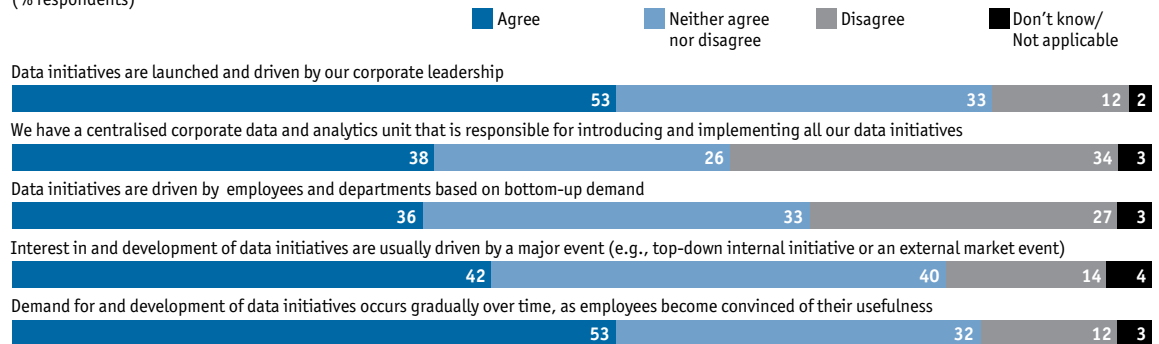 (% respondents)
Agree
Neither agree
nor disagree
Disagree
Don't know/
Not applicable
Data initiatives are launched and driven by our corporate leadership
53 33 12 2
We have a centralised corporate data and analytics unit that is responsible for introducing and implementing all our data initiatives
38 26 34 3
Data initiatives are driven by employees and departments based on bottom-up demand
36 33 27 3
Interest in and development of data initiatives are usually driven by a major event (e.g., top-down internal initiative or an external market event)
42 40 14 4
Demand for and development of data initiatives occurs gradually over time, as employees become convinced of their usefulness
53 32 12 3